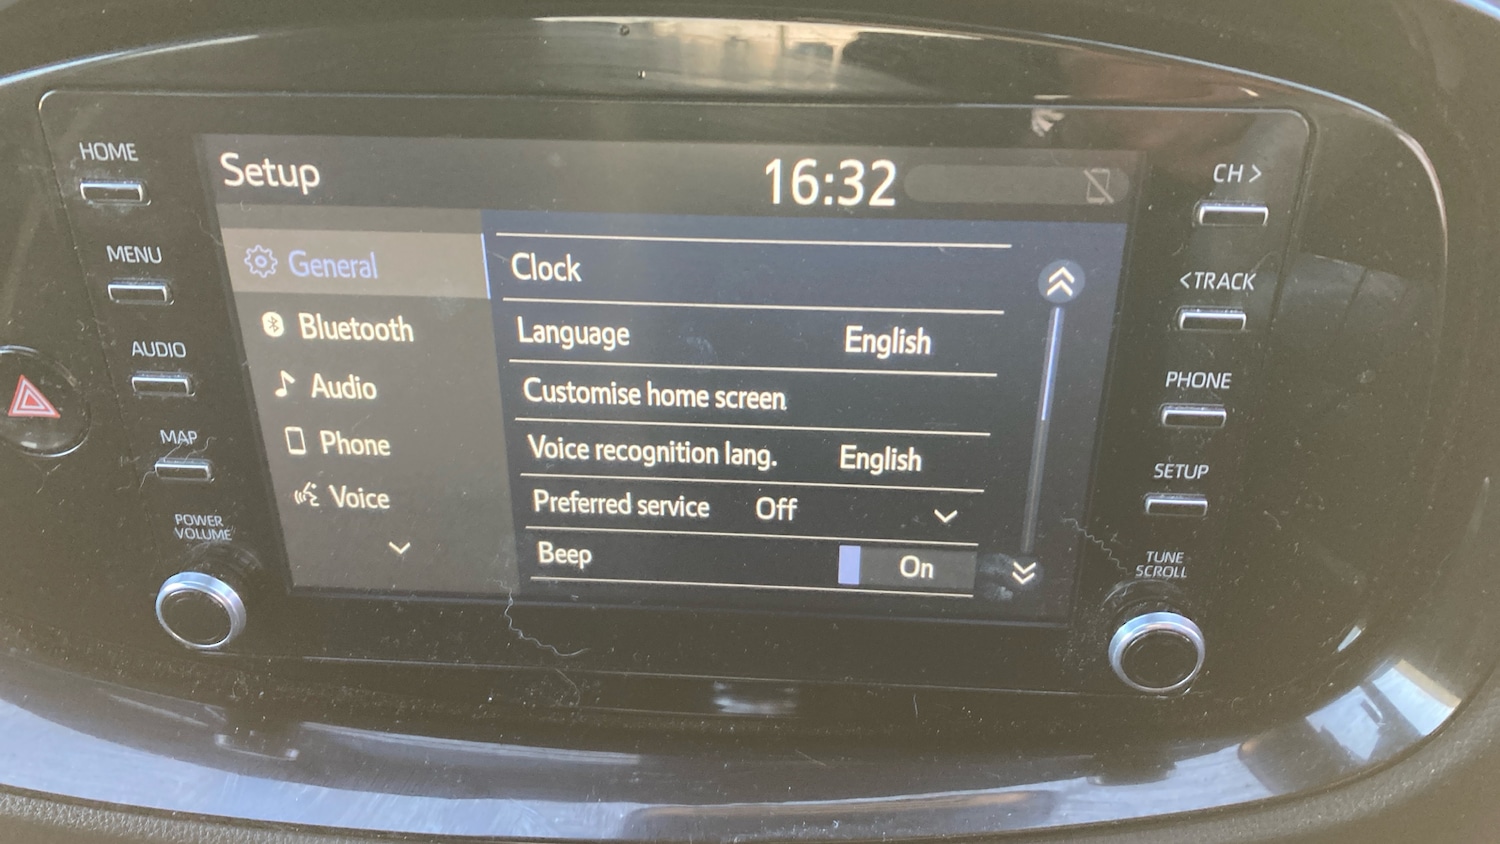 HOME
MENU
AUDIO
MAP
POWER
VOLUME
Setup
16:32
General
Bluetooth
Audio
Phone
Voice
Clock
Language English
Customise home screen
Voice recognition lang. English
Preferred service Off
Beep On
CH >
<TRACK
PHONE
SETUP
TUNE
SCROLL